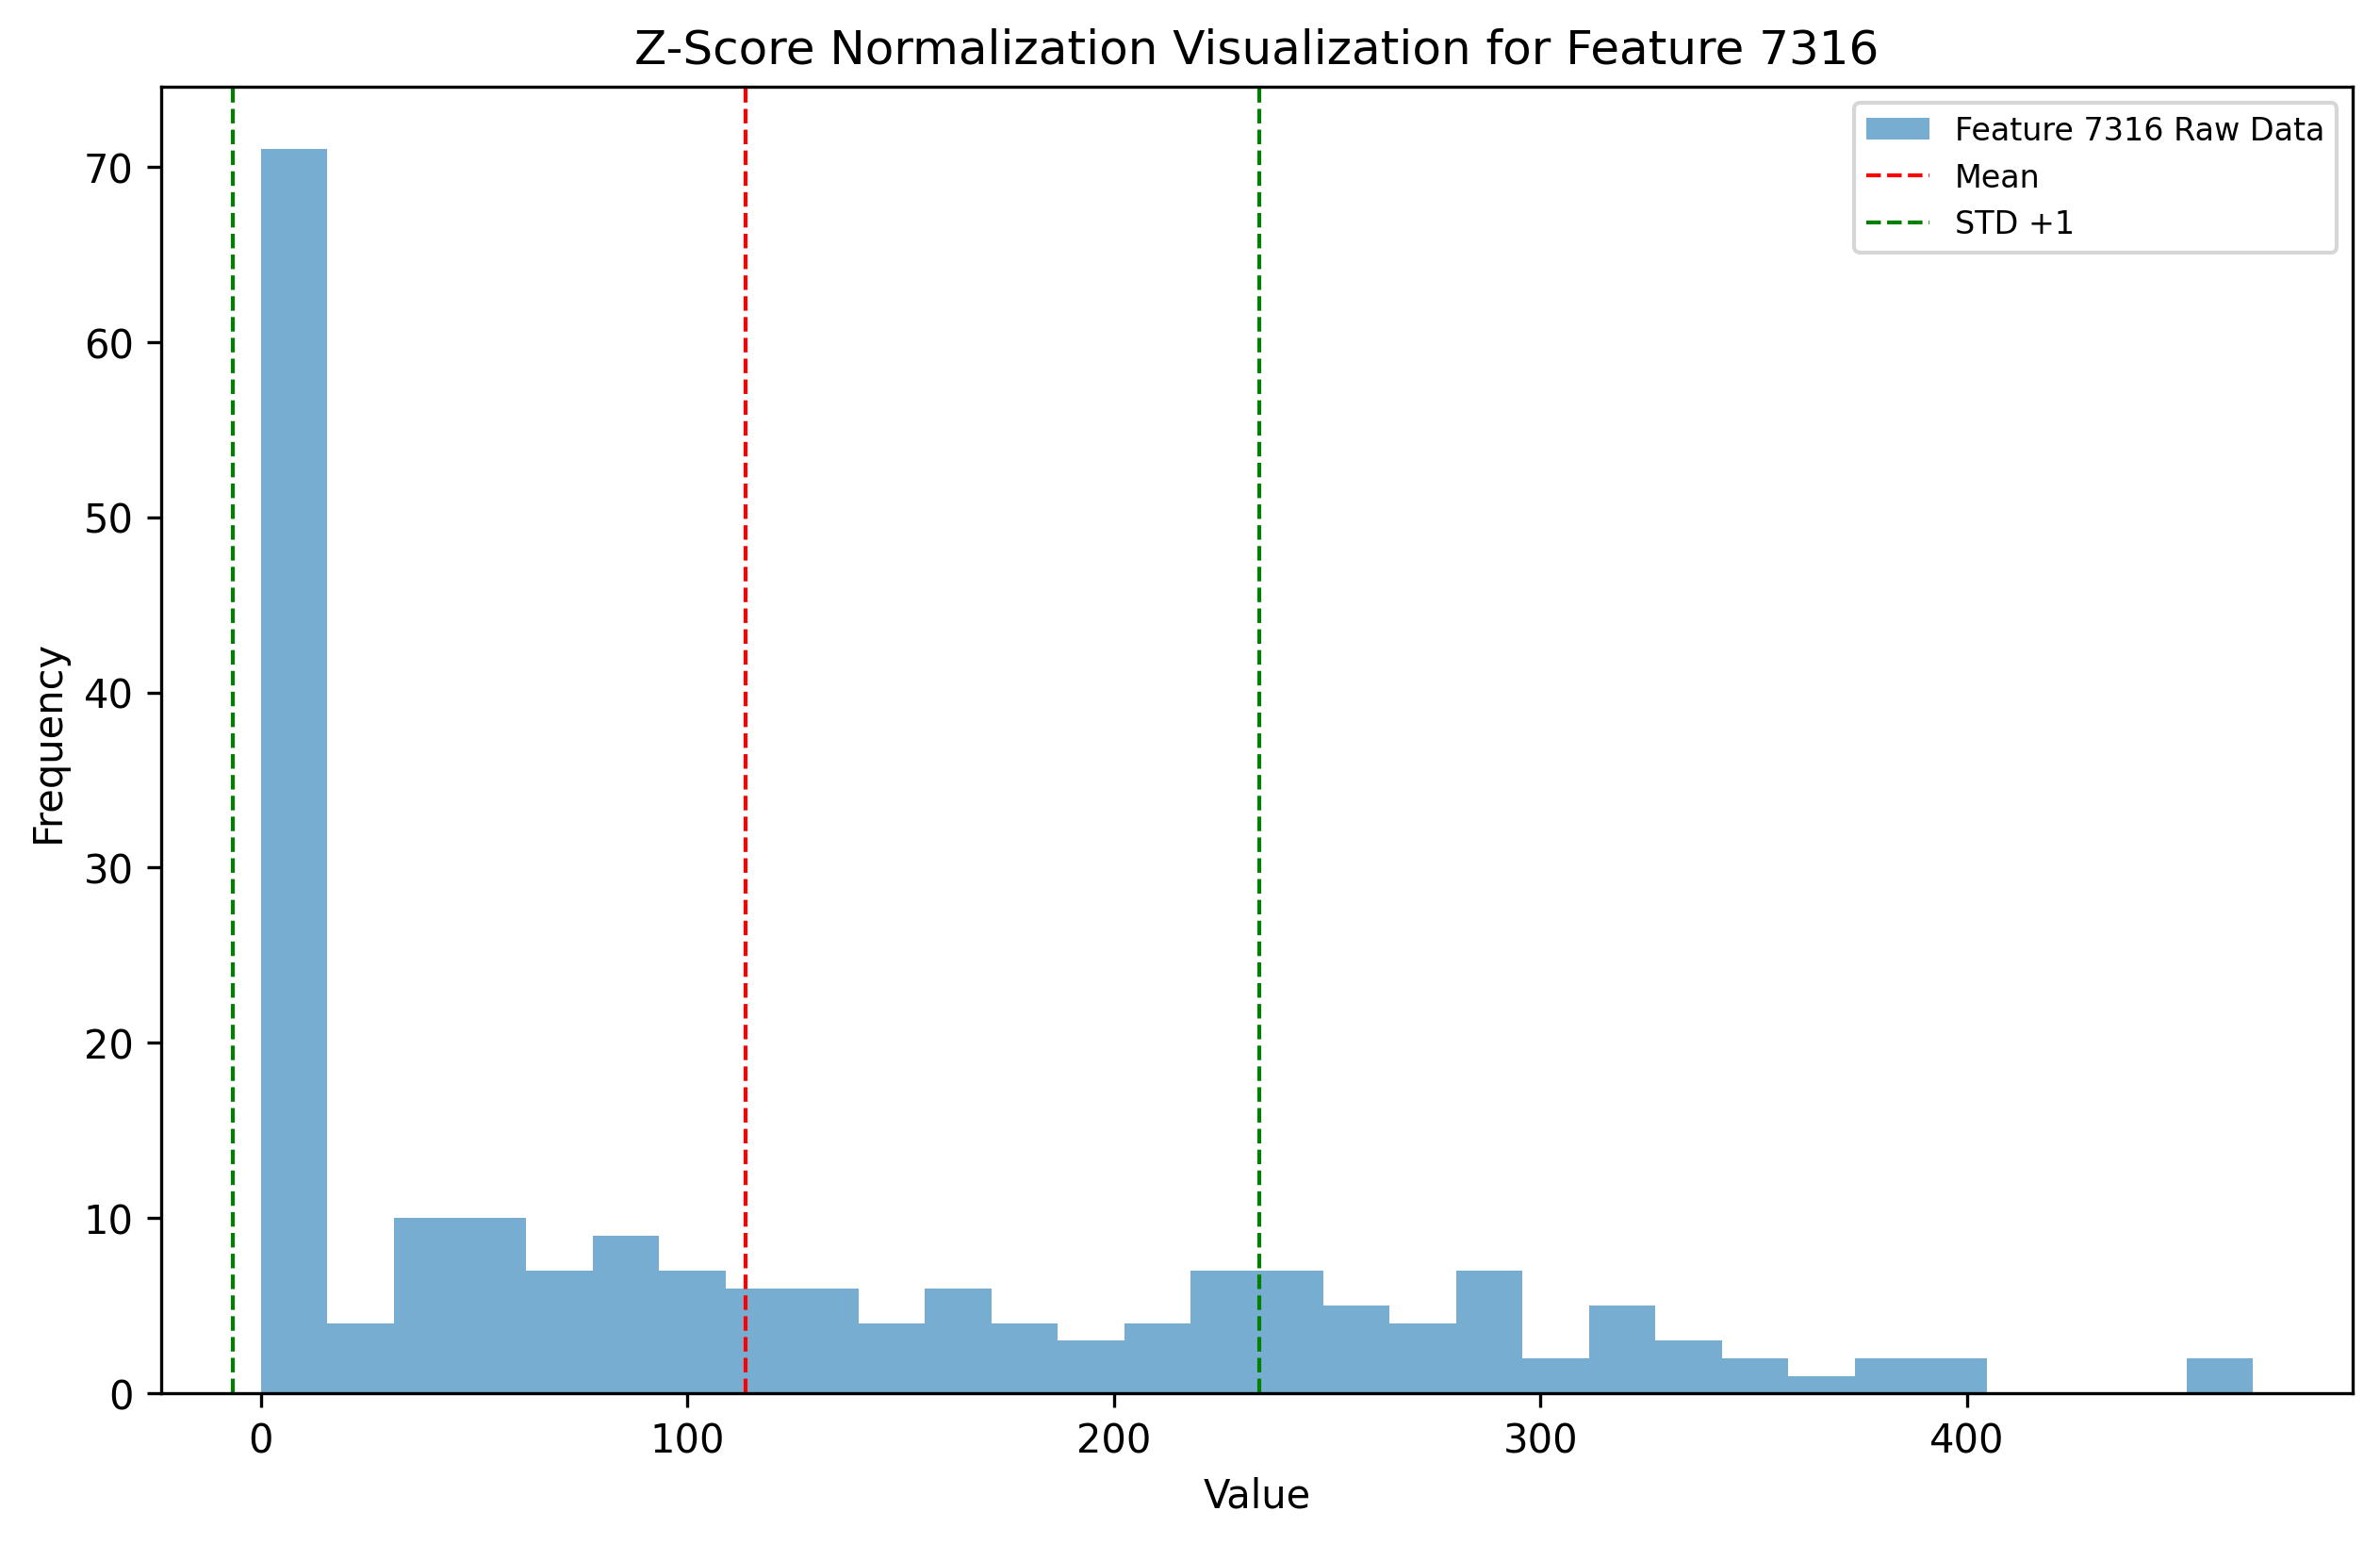 Z-Score Normalization Visualization for Feature 7316
Feature 7316 Raw Data
Mean
STD +1
Frequency
70
60
50
40
30
20
10
0
0 100 200 300 400
Value